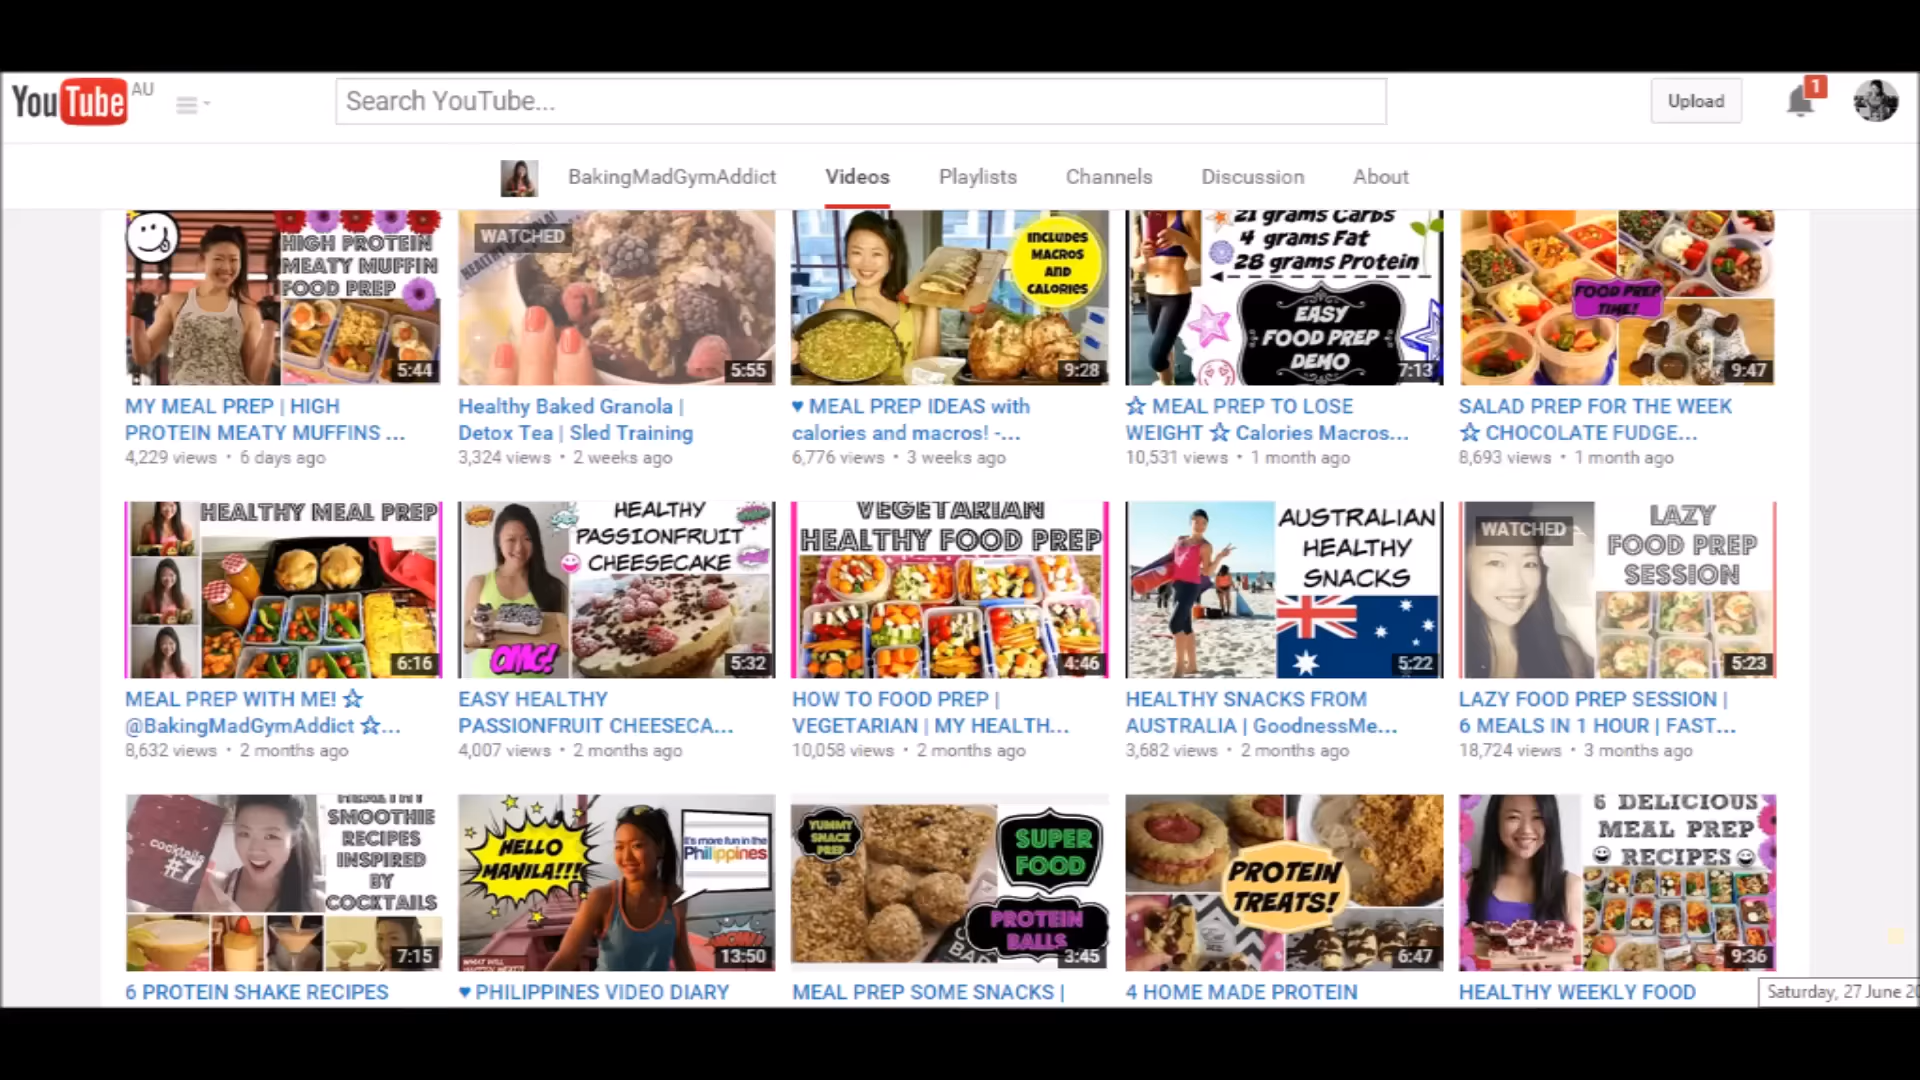 YouTube AU
Search YouTube...
Upload
1
BakingMadGymAddict
Videos
Playlists
Channels
Discussion
About
HIGH PROTEIN
MEATY MUFFIN
FOOD PREP
5:44
WATCHED
5:55
INCLUDES
MACROS
AND
CALORIES
9:28
21 grams Carbs
4 grams Fat
28 grams Protein
EASY
FOOD PREP
DEMO
7:13
FOOD PREP
TIME!
9:47
MY MEAL PREP | HIGH
PROTEIN MEATY MUFFINS ...
4,229 views • 6 days ago
Healthy Baked Granola |
Detox Tea | Sled Training
3,324 views • 2 weeks ago
♥ MEAL PREP IDEAS with
calories and macros! -...
6,776 views • 3 weeks ago
☆ MEAL PREP TO LOSE
WEIGHT ☆ Calories Macros...
10,531 views • 1 month ago
SALAD PREP FOR THE WEEK
☆ CHOCOLATE FUDGE...
8,693 views • 1 month ago
HEALTHY MEAL PREP
6:16
HEALTHY
PASSIONFRUIT
CHEESECAKE
OMG!
5:32
VEGETARIAN
HEALTHY FOOD PREP
4:46
AUSTRALIAN
HEALTHY
SNACKS
5:22
WATCHED
LAZY
FOOD PREP
SESSION
5:23
MEAL PREP WITH ME! ☆
@BakingMadGymAddict ☆...
8,632 views • 2 months ago
EASY HEALTHY
PASSIONFRUIT CHEESECA...
4,007 views • 2 months ago
HOW TO FOOD PREP |
VEGETARIAN | MY HEALTH...
10,058 views • 2 months ago
HEALTHY SNACKS FROM
AUSTRALIA | GoodnessMe...
3,682 views • 2 months ago
LAZY FOOD PREP SESSION |
6 MEALS IN 1 HOUR | FAST...
18,724 views • 3 months ago
cocktails
#7
HEALTHY
SMOOTHIE
RECIPES
INSPIRED
BY
COCKTAILS
7:15
HELLO
MANILA!!!
It's more fun in the
Philippines
WOW!
13:50
YUMMY
SNACK
PREP
SUPER
FOOD
PROTEIN
BALLS
3:45
PROTEIN
TREATS!
6:47
6 DELICIOUS
MEAL PREP
RECIPES
9:36
6 PROTEIN SHAKE RECIPES
♥ PHILIPPINES VIDEO DIARY
MEAL PREP SOME SNACKS |
4 HOME MADE PROTEIN
HEALTHY WEEKLY FOOD
Saturday, 27 June 20